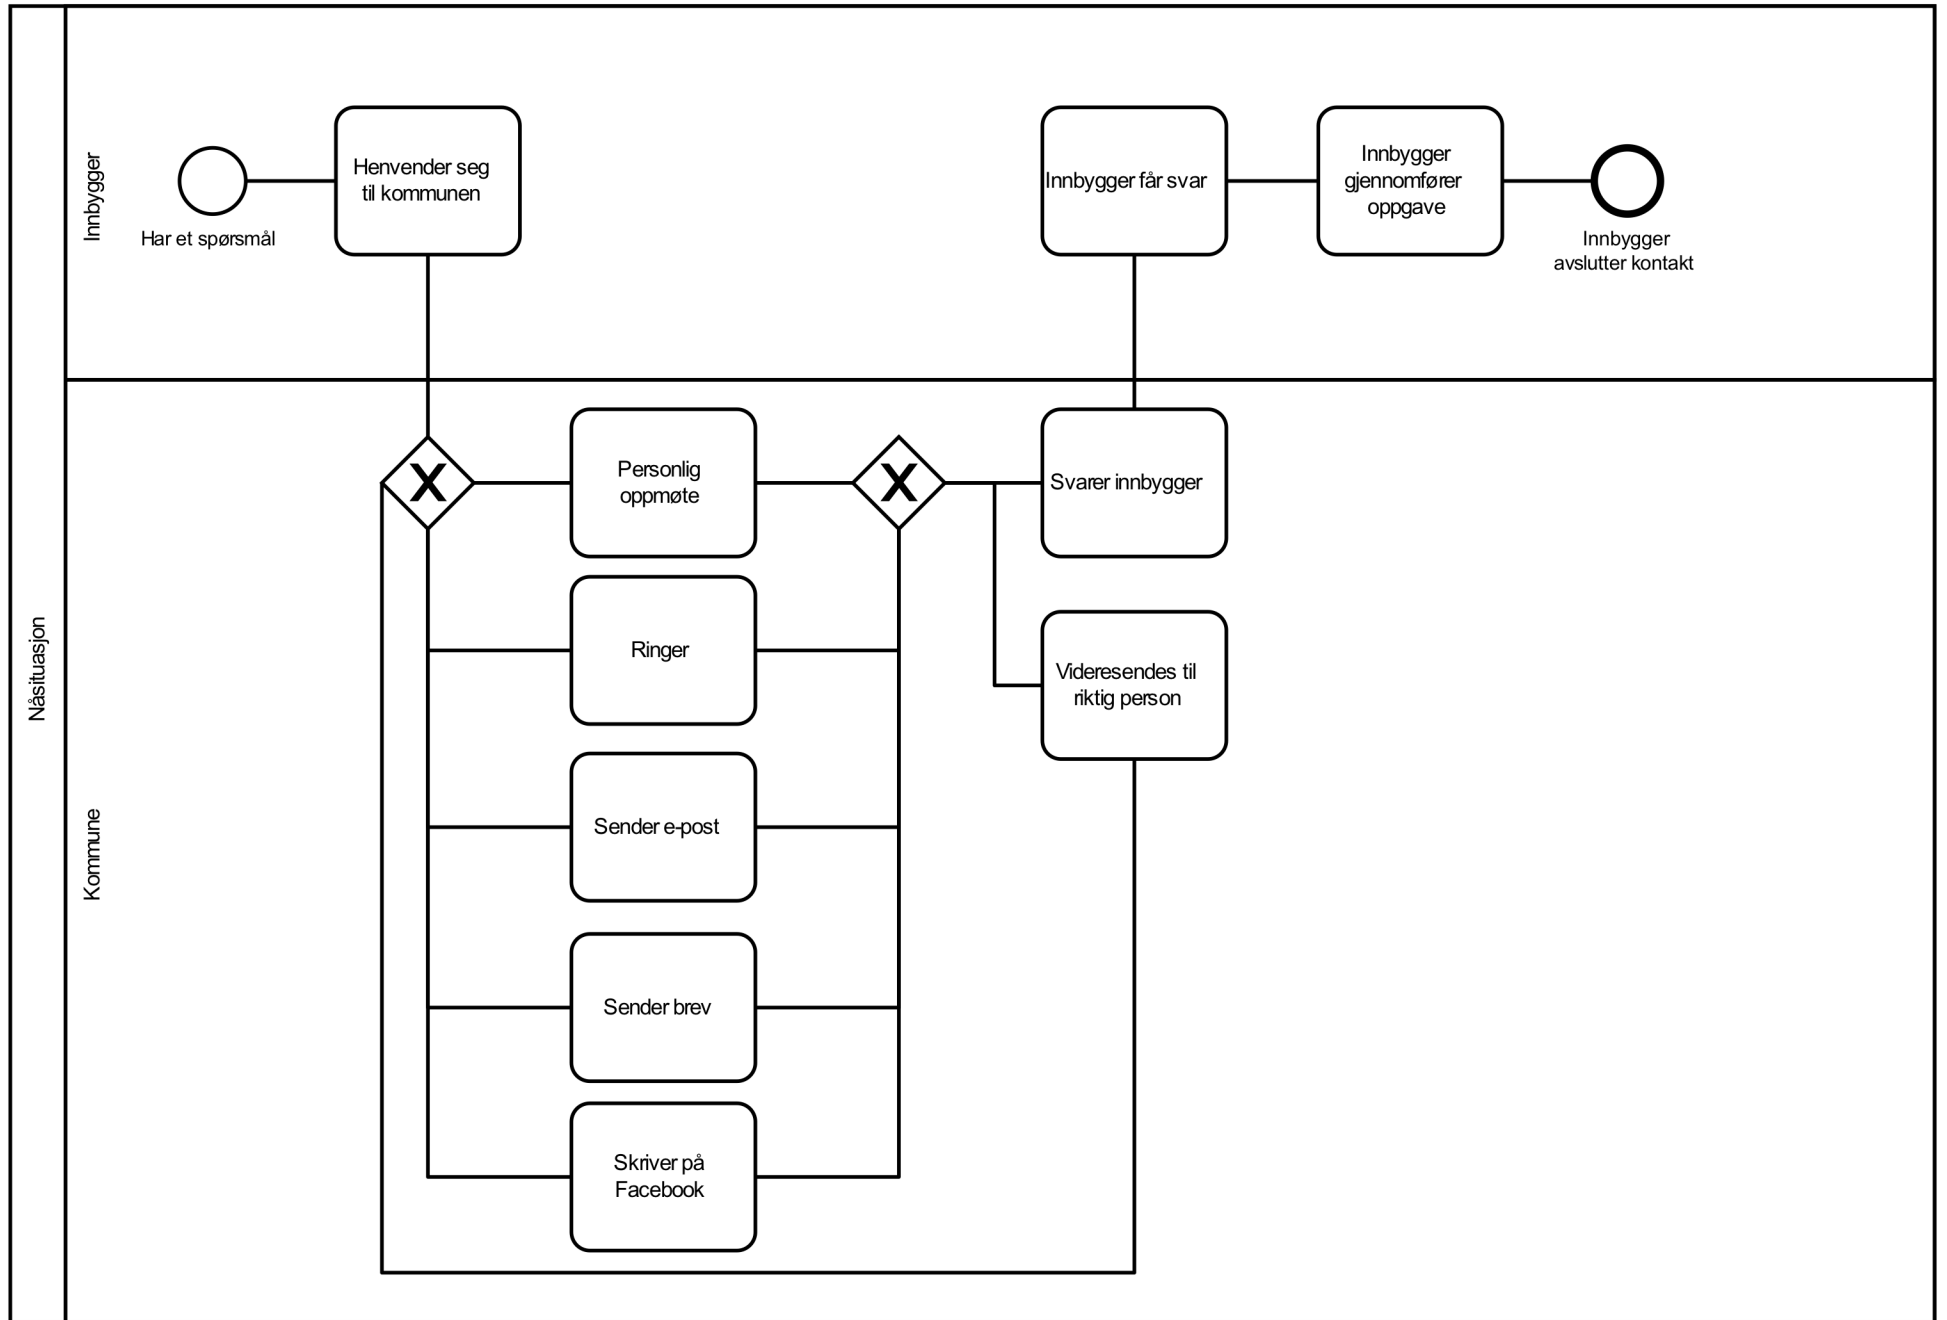 Nåsituasjon
Innbygger
Har et spørsmål
Henvender seg
til kommunen
Innbygger får svar
Innbygger
gjennomfører
oppgave
Innbygger
avslutter kontakt
Kommune
X
Personlig
oppmøte
X
Svarer innbygger
Ringer
Videresendes til
riktig person
Sender e-post
Sender brev
Skriver på
Facebook